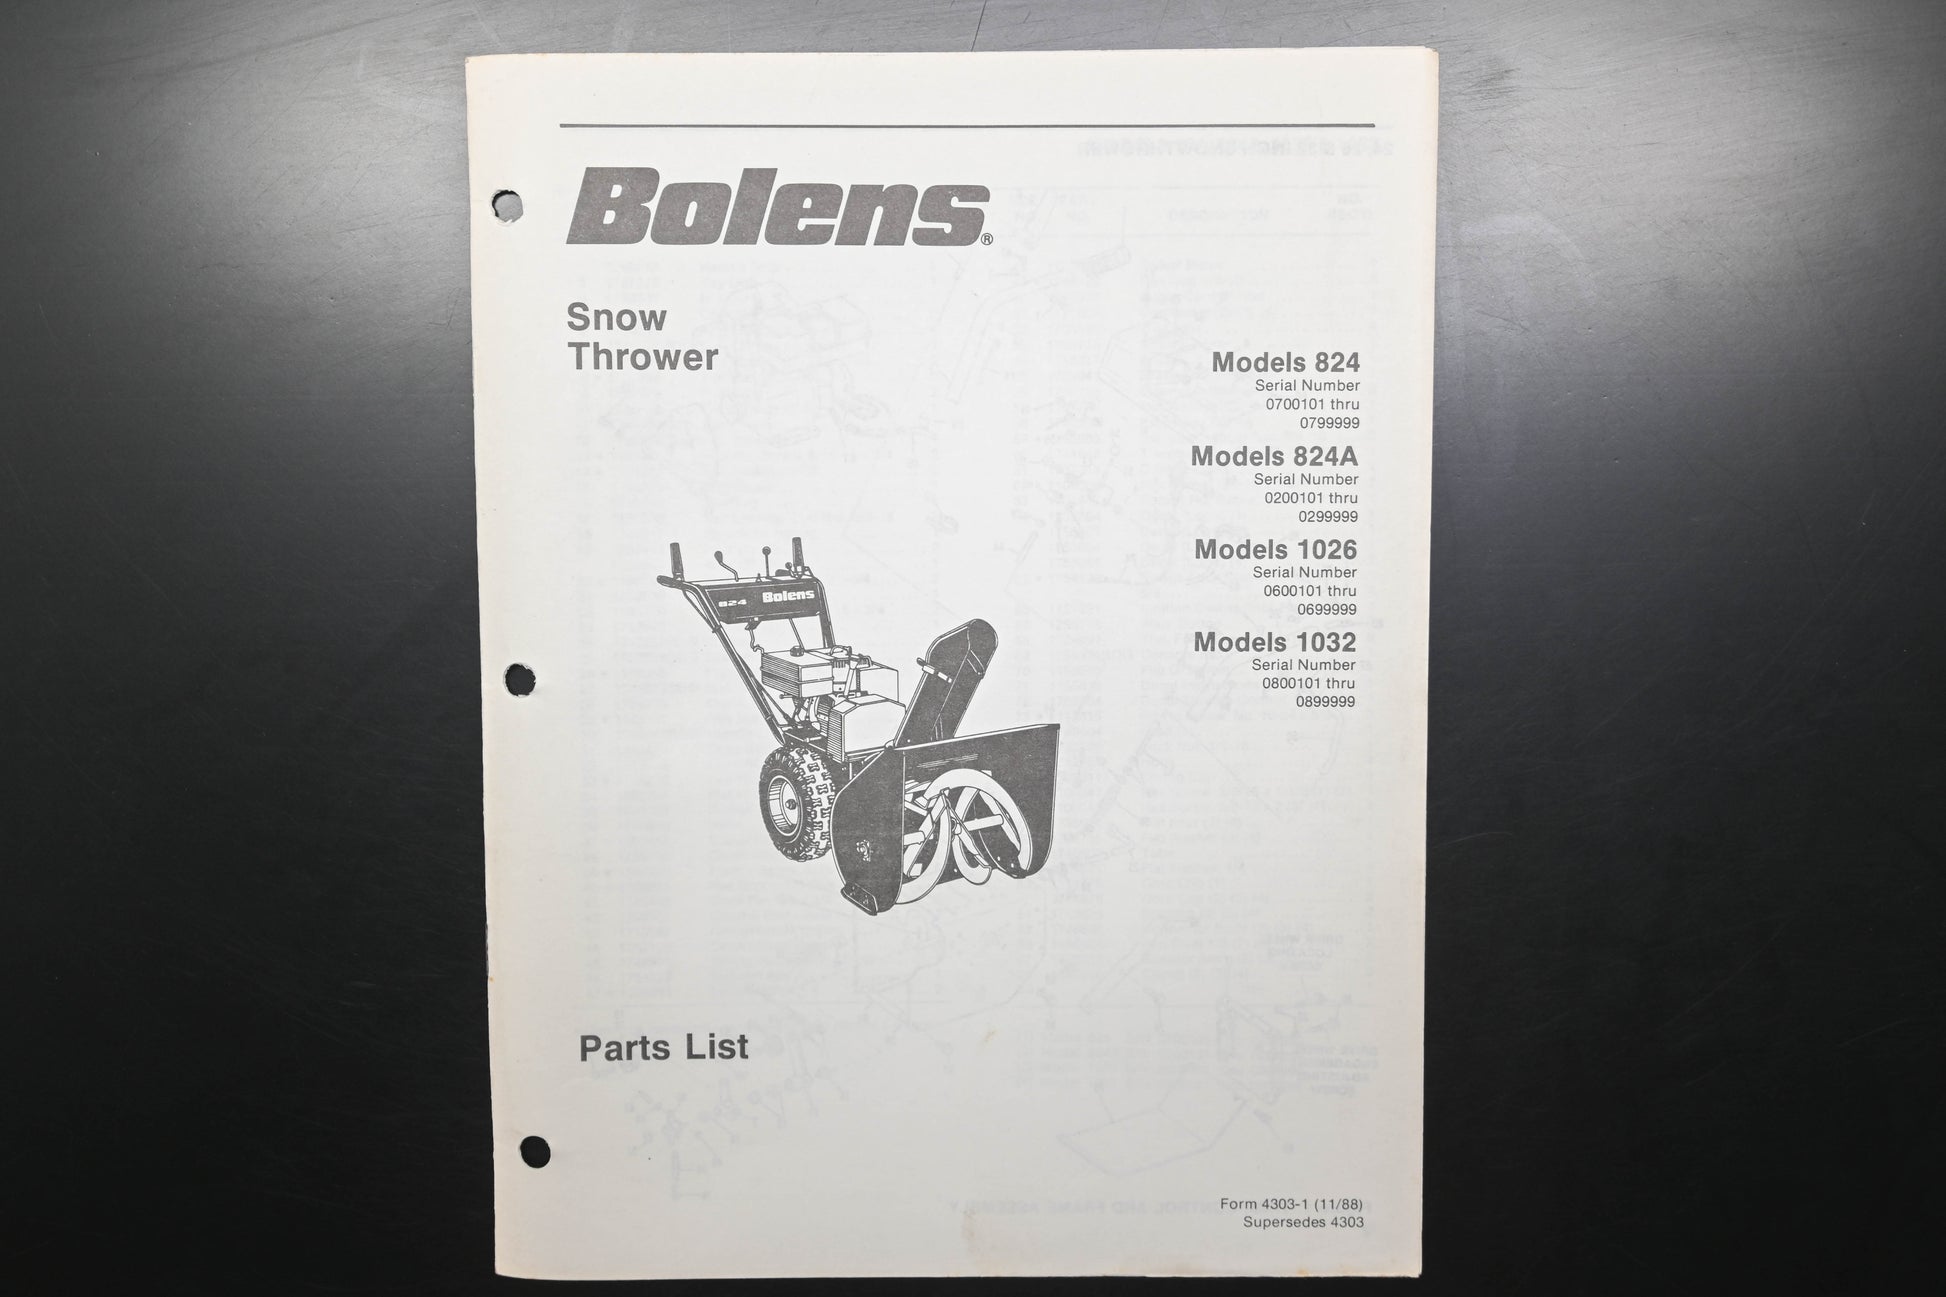 Bolens®
Snow
Thrower
Models 824
Serial Number
0700101 thru
0799999
Models 824A
Serial Number
0200101 thru
0299999
Models 1026
Serial Number
0600101 thru
0699999
Models 1032
Serial Number
0800101 thru
0899999
824 Bolens
Parts List
Form 4303-1 (11/88)
Supersedes 4303